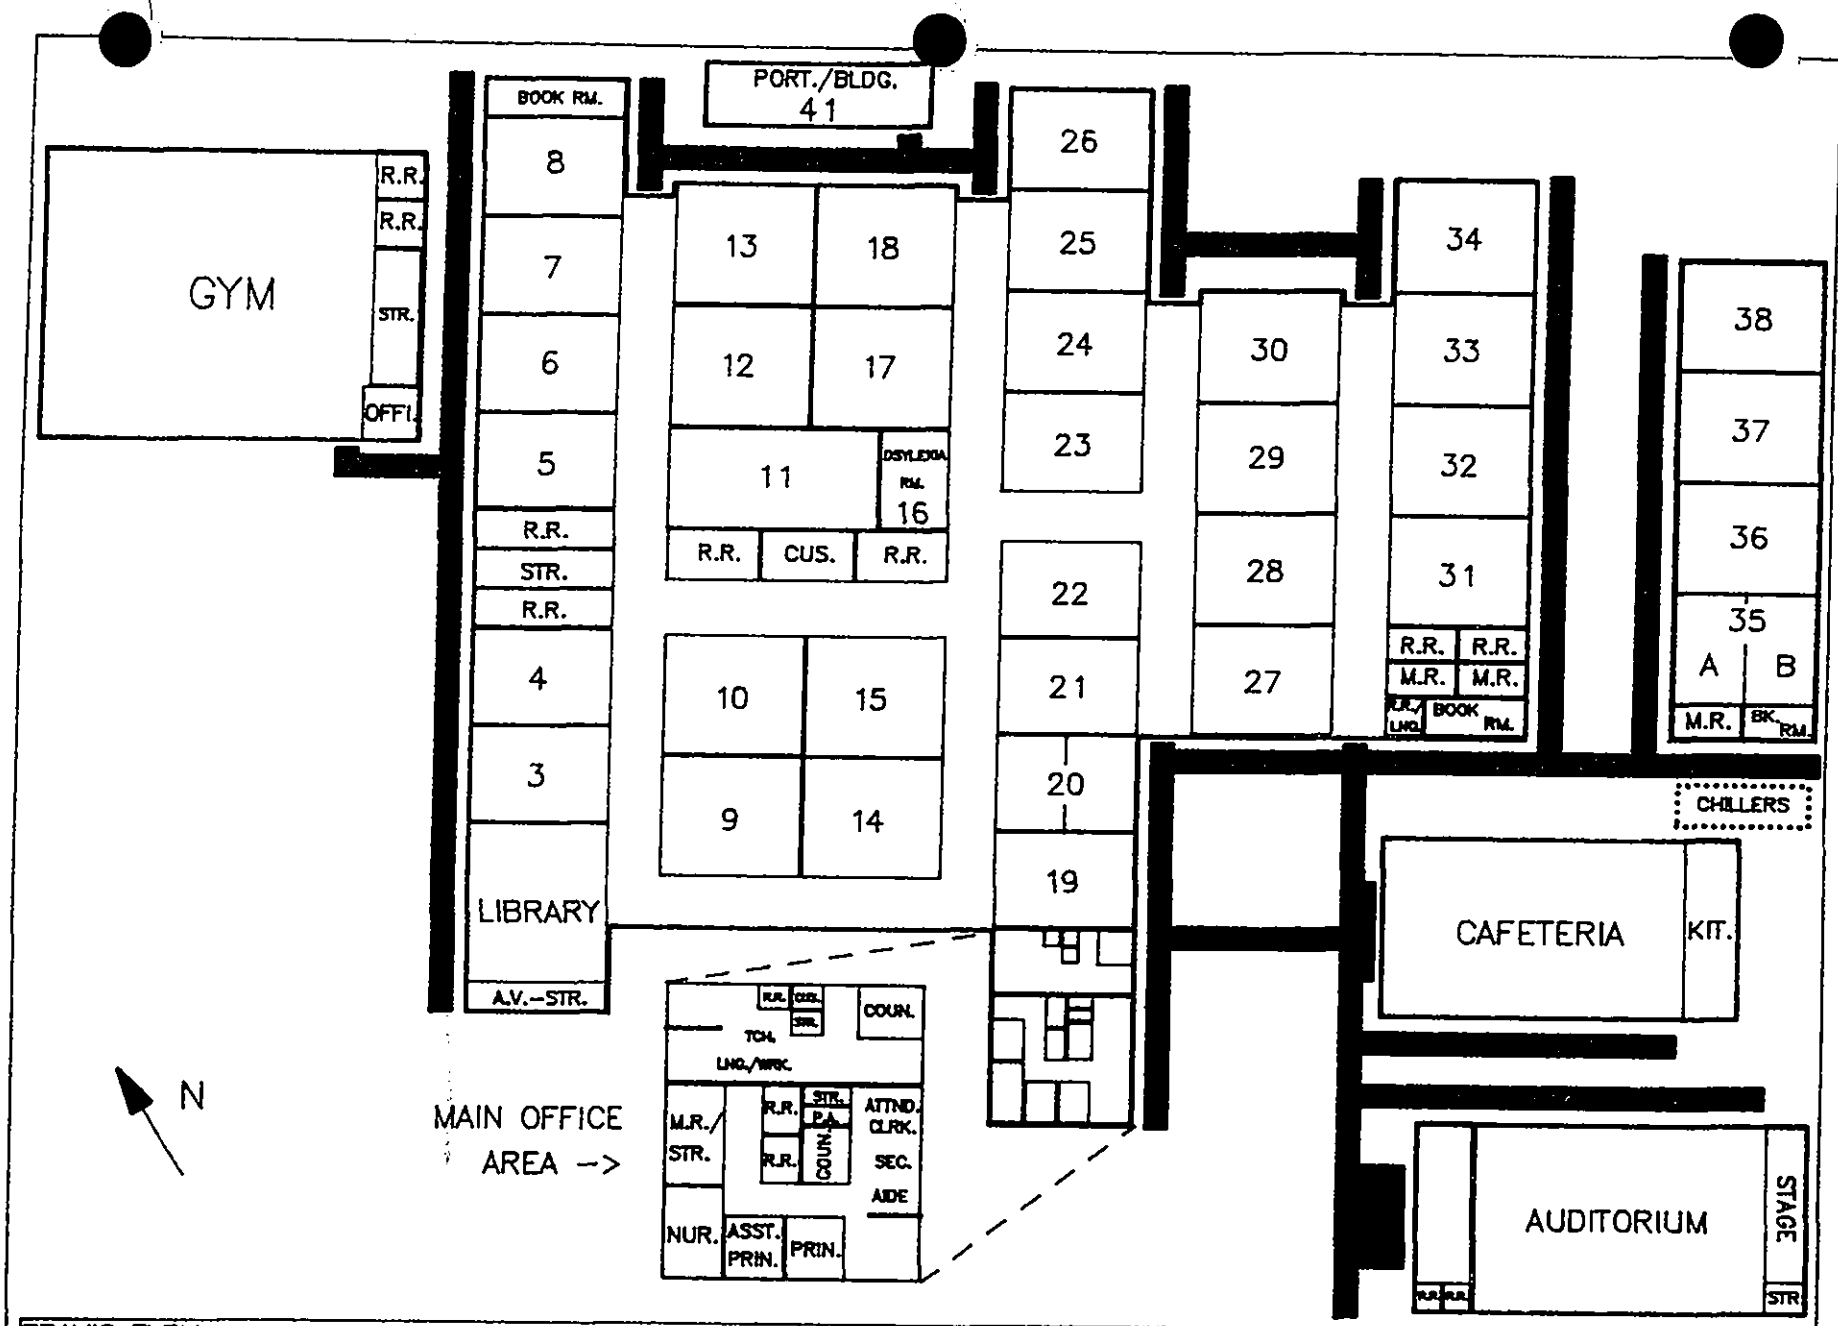 PORT./BLDG.
41
BOOK RM.
8
7
6
5
R.R.
STR.
R.R.
4
3
LIBRARY
A.V.-STR.
GYM
R.R.
R.R.
STR.
OFFI.
13
18
12
17
11
DSYLEXIA
RM.
16
R.R.
CUS.
R.R.
10
15
9
14
26
25
24
23
22
21
20
19
30
29
28
27
34
33
32
31
R.R.
R.R.
M.R.
M.R.
R.R./
LNG.
BOOK
RM.
38
37
36
35
A
B
M.R.
BK.
RM.
CHILLERS
CAFETERIA
KIT.
AUDITORIUM
STAGE
STR
R.R.
R.R.
N
MAIN OFFICE
AREA ->
R.R.
CUS.
STR.
COUN.
TCH.
LNG./WRK.
M.R./
STR.
R.R.
R.R.
STR.
P.A.
COUN.
ATTND.
CLRK.
SEC.
AIDE
NUR.
ASST.
PRIN.
PRIN.